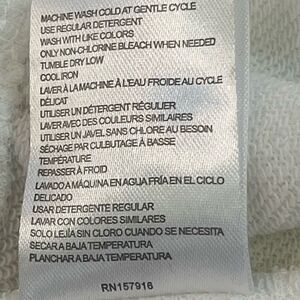 MACHINE WASH COLD AT GENTLE CYCLE
USE REGULAR DETERGENT
WASH WITH LIKE COLORS
ONLY NON-CHLORINE BLEACH WHEN NEEDED
TUMBLE DRY LOW
COOL IRON
LAVER À LA MACHINE À L'EAU FROIDE AU CYCLE
DÉLICAT
UTILISER UN DÉTERGENT RÉGULIER
LAVER AVEC DES COULEURS SIMILAIRES
UTILISER UN JAVEL SANS CHLORE AU BESOIN
SÉCHAGE PAR CULBUTAGE À BASSE
TEMPÉRATURE
REPASSER À FROID
LAVADO A MÁQUINA EN AGUA FRÍA EN EL CICLO
DELICADO
USAR DETERGENTE REGULAR
LAVAR CON COLORES SIMILARES
SOLO LEJÍA SIN CLORO CUANDO SE NECESITA
SECAR A BAJA TEMPERATURA
PLANCHAR A BAJA TEMPERATURA
RN157916